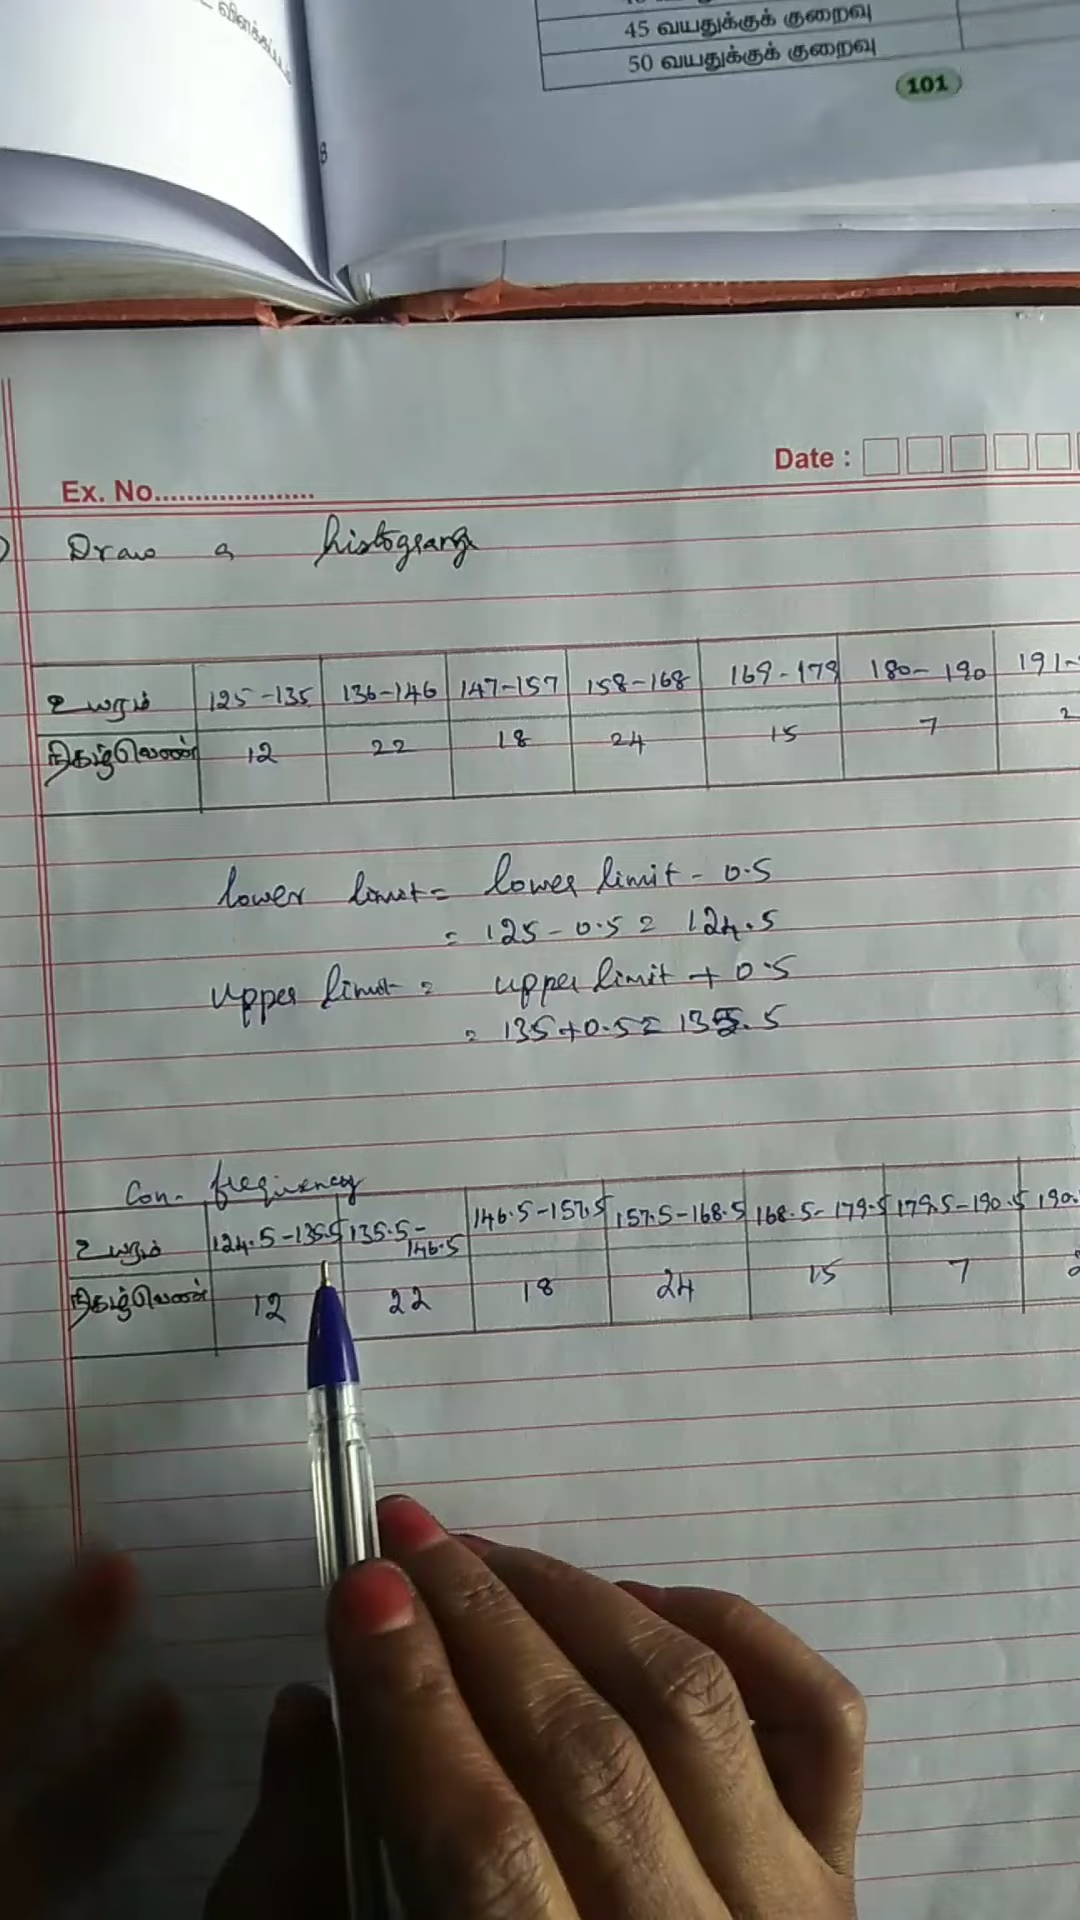 45 வயதுக்குக் குறைவு
50 வயதுக்குக் குறைவு
101
Date :
Ex. No....................
Draw a histogram
உயரம் 125-135 136-146 147-157 158-168 169-179 180-190 191-
நிகழ்வெண் 12 22 18 24 15 7 2
lower limit = lower limit - 0.5
= 125 - 0.5 = 124.5
upper limit = upper limit + 0.5
= 135 + 0.5 = 135.5
Con. frequency
உயரம் 124.5-135.5 135.5-146.5 146.5-157.5 157.5-168.5 168.5-179.5 179.5-190.5 190.
நிகழ்வெண் 12 22 18 24 15 7 2